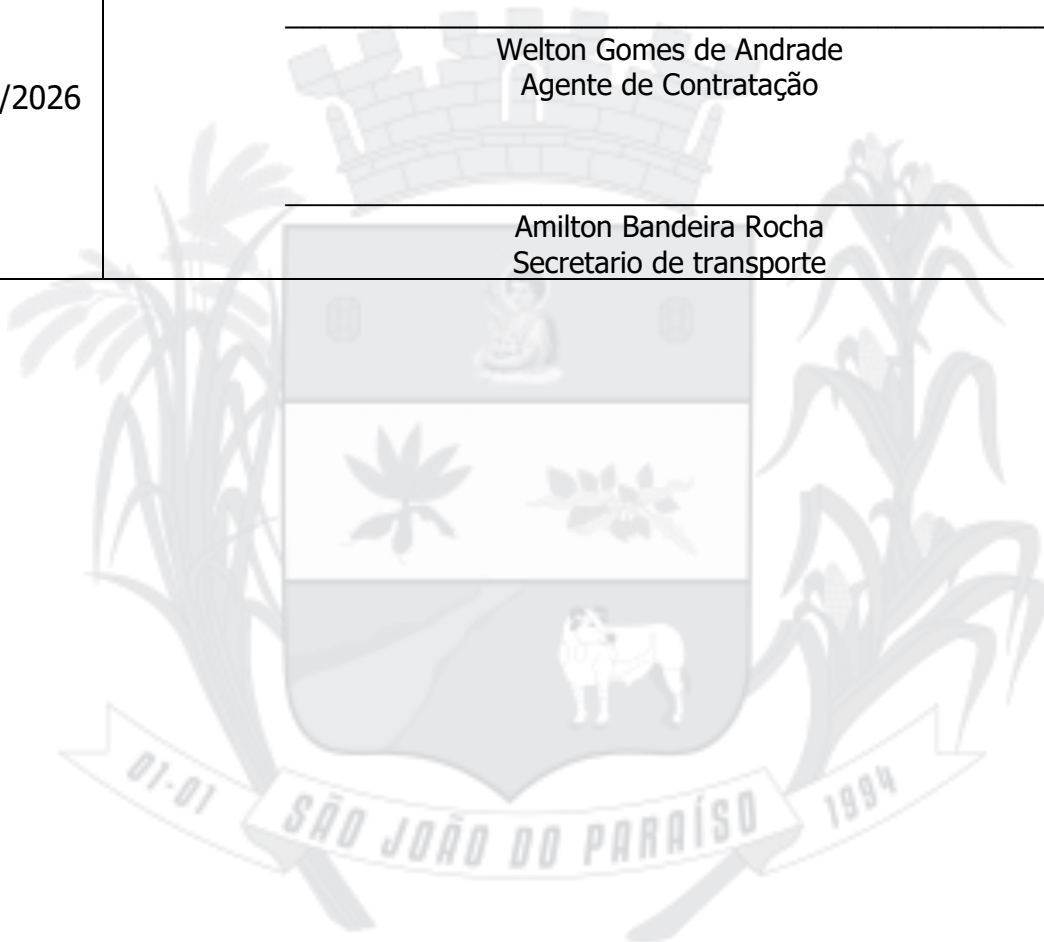 /2026
Welton Gomes de Andrade
Agente de Contratação
Amilton Bandeira Rocha
Secretario de transporte
01-01
SÃO JOÃO DO PARAÍSO
1994